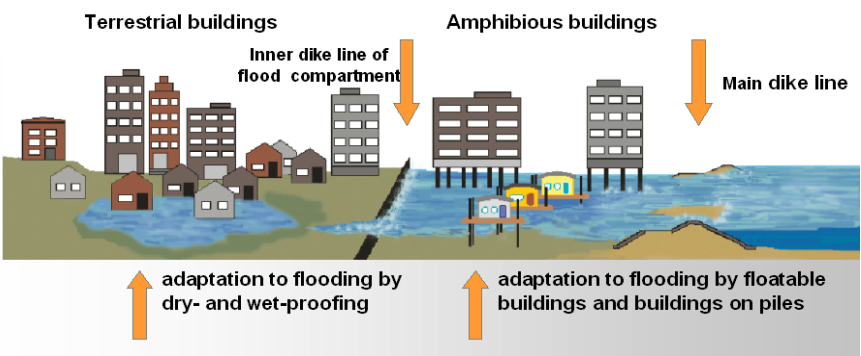 Terrestrial buildings
Amphibious buildings
Inner dike line of
flood compartment
Main dike line
adaptation to flooding by
dry- and wet-proofing
adaptation to flooding by floatable
buildings and buildings on piles